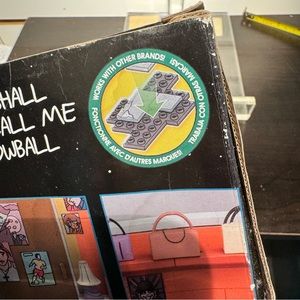 HALL
ALL ME
OWBALL
WORKS WITH OTHER BRANDS!
TRABAJA CON OTRAS MARCAS!
FONCTIONNE AVEC D'AUTRES MARQUES!